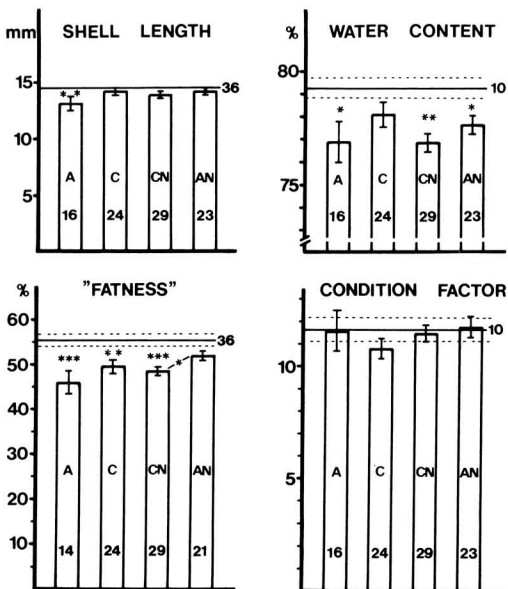 mm SHELL LENGTH
15
10
5
36
* *
A C CN AN
16 24 29 23
% WATER CONTENT
80
75
10
* ** *
A C CN AN
16 24 29 23
% "FATNESS"
60
50
40
30
20
10
36
*** ** *** *
A C CN AN
14 24 29 21
CONDITION FACTOR
10
5
10
A C CN AN
16 24 29 23